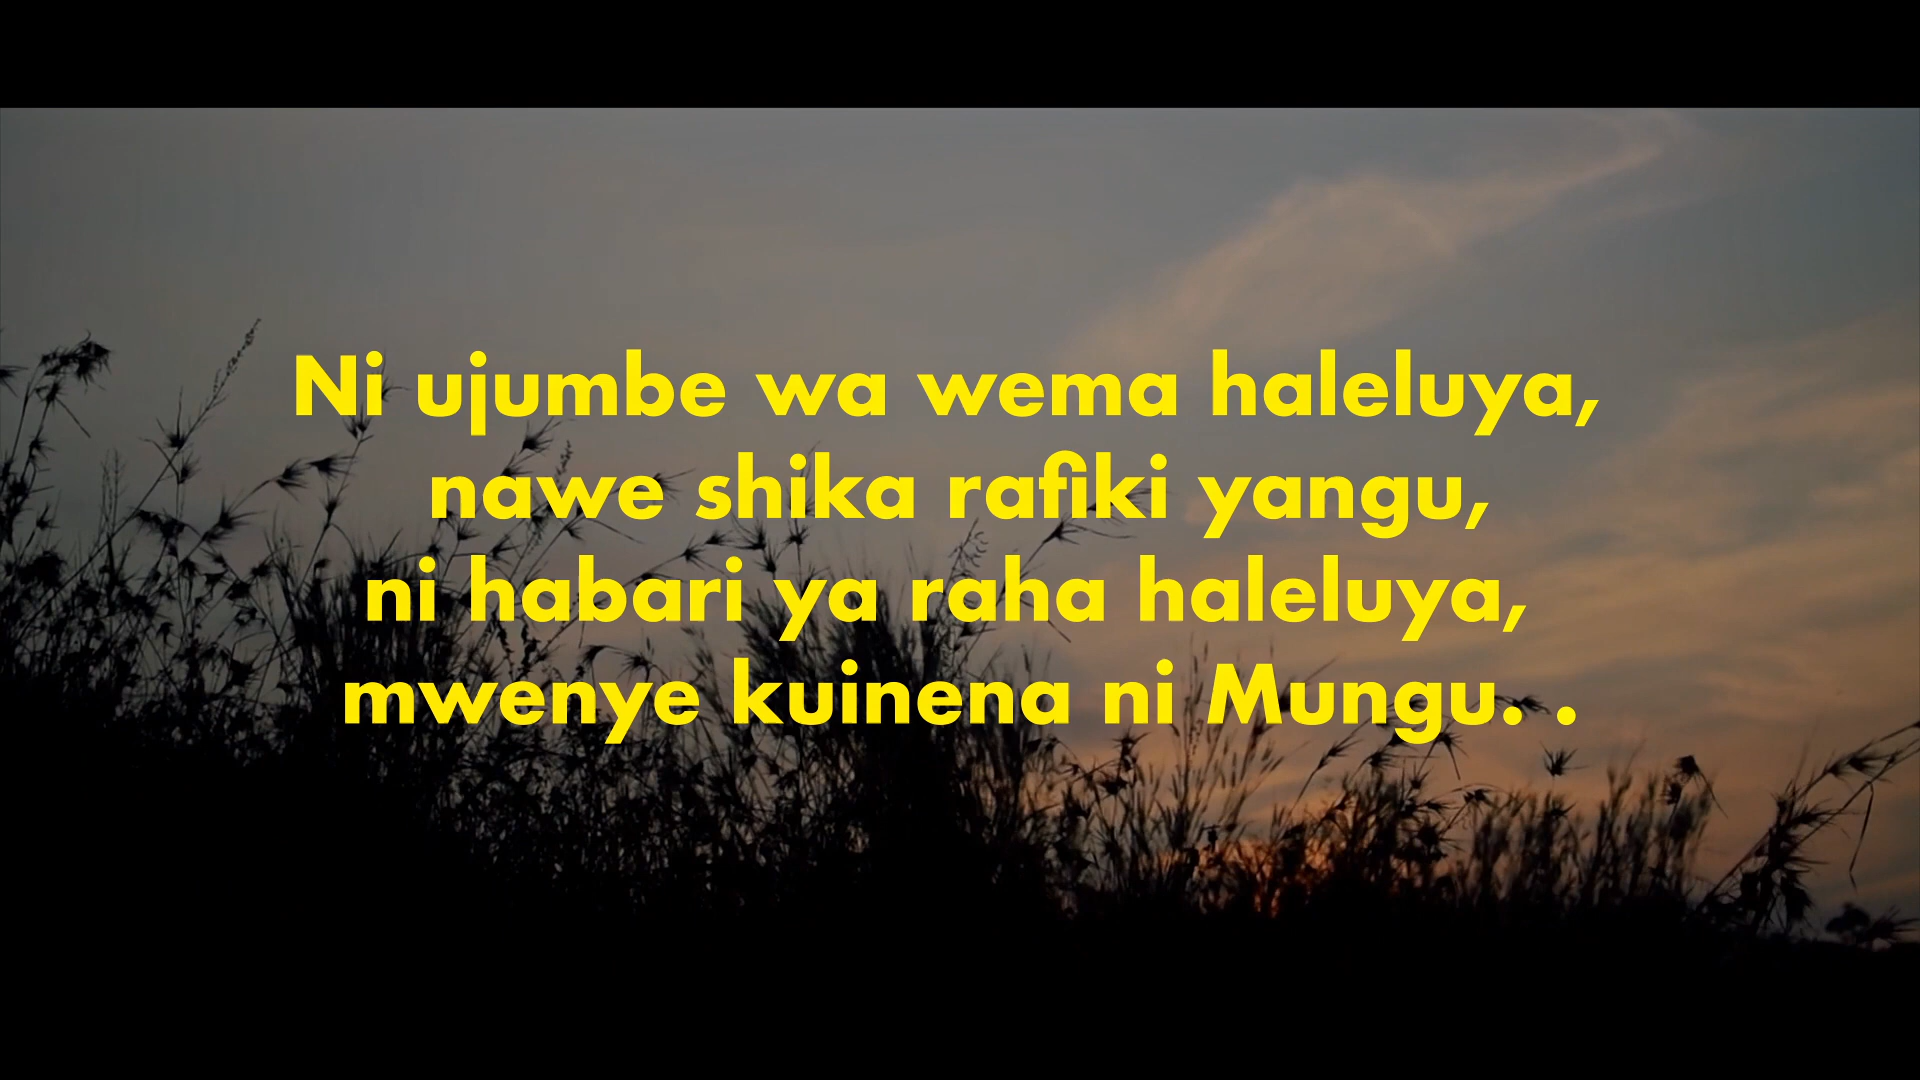 Ni ujumbe wa wema haleluya,
nawe shika rafiki yangu,
ni habari ya raha haleluya,
mwenye kuinena ni Mungu. .